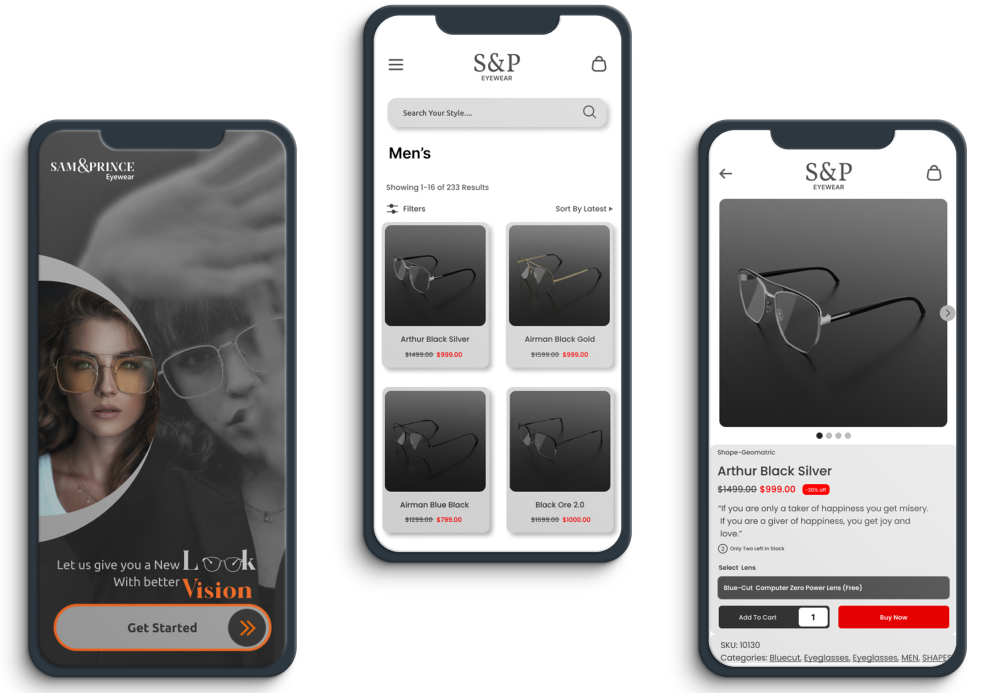 SAM&PRINCE
Eyewear
Let us give you a New Look
With better Vision
Get Started
S&P
EYEWEAR
Search Your Style....
Men's
Showing 1-16 of 233 Results
Filters
Sort By Latest
Arthur Black Silver
$1499.00 $999.00
Airman Black Gold
$1599.00 $999.00
Airman Blue Black
$1299.00 $799.00
Black Ore 2.0
$1899.00 $1000.00
S&P
EYEWEAR
Shape-Geomatric
Arthur Black Silver
$1499.00 $999.00 -30% off
“If you are only a taker of happiness you get misery.
If you are a giver of happiness, you get joy and
love.”
2 Only Two Left In Stock
Select Lens
Blue-Cut Computer Zero Power Lens (Free)
Add To Cart 1
Buy Now
SKU: 10130
Categories: Bluecut, Eyeglasses, Eyeglasses, MEN, SHAPES